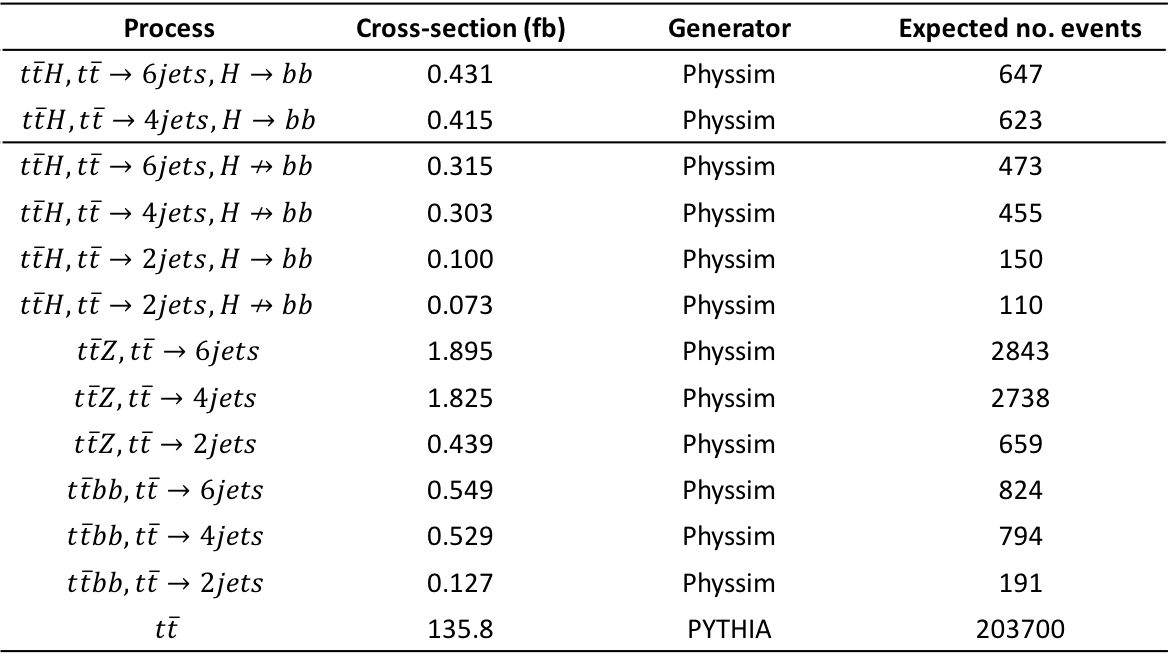 Process Cross-section (fb) Generator Expected no. events
tt̄H, tt̄ → 6jets, H → bb 0.431 Physsim 647
tt̄H, tt̄ → 4jets, H → bb 0.415 Physsim 623
tt̄H, tt̄ → 6jets, H ↛ bb 0.315 Physsim 473
tt̄H, tt̄ → 4jets, H ↛ bb 0.303 Physsim 455
tt̄H, tt̄ → 2jets, H → bb 0.100 Physsim 150
tt̄H, tt̄ → 2jets, H ↛ bb 0.073 Physsim 110
tt̄Z, tt̄ → 6jets 1.895 Physsim 2843
tt̄Z, tt̄ → 4jets 1.825 Physsim 2738
tt̄Z, tt̄ → 2jets 0.439 Physsim 659
tt̄bb, tt̄ → 6jets 0.549 Physsim 824
tt̄bb, tt̄ → 4jets 0.529 Physsim 794
tt̄bb, tt̄ → 2jets 0.127 Physsim 191
tt̄ 135.8 PYTHIA 203700